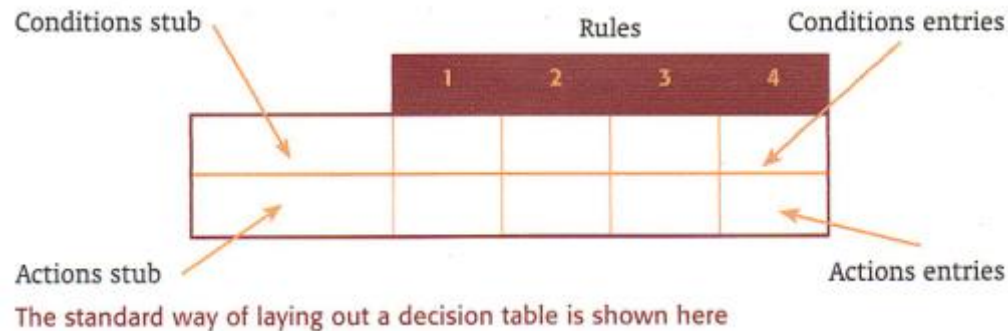 Conditions stub
Rules
Conditions entries
1 2 3 4
Actions stub
Actions entries
The standard way of laying out a decision table is shown here